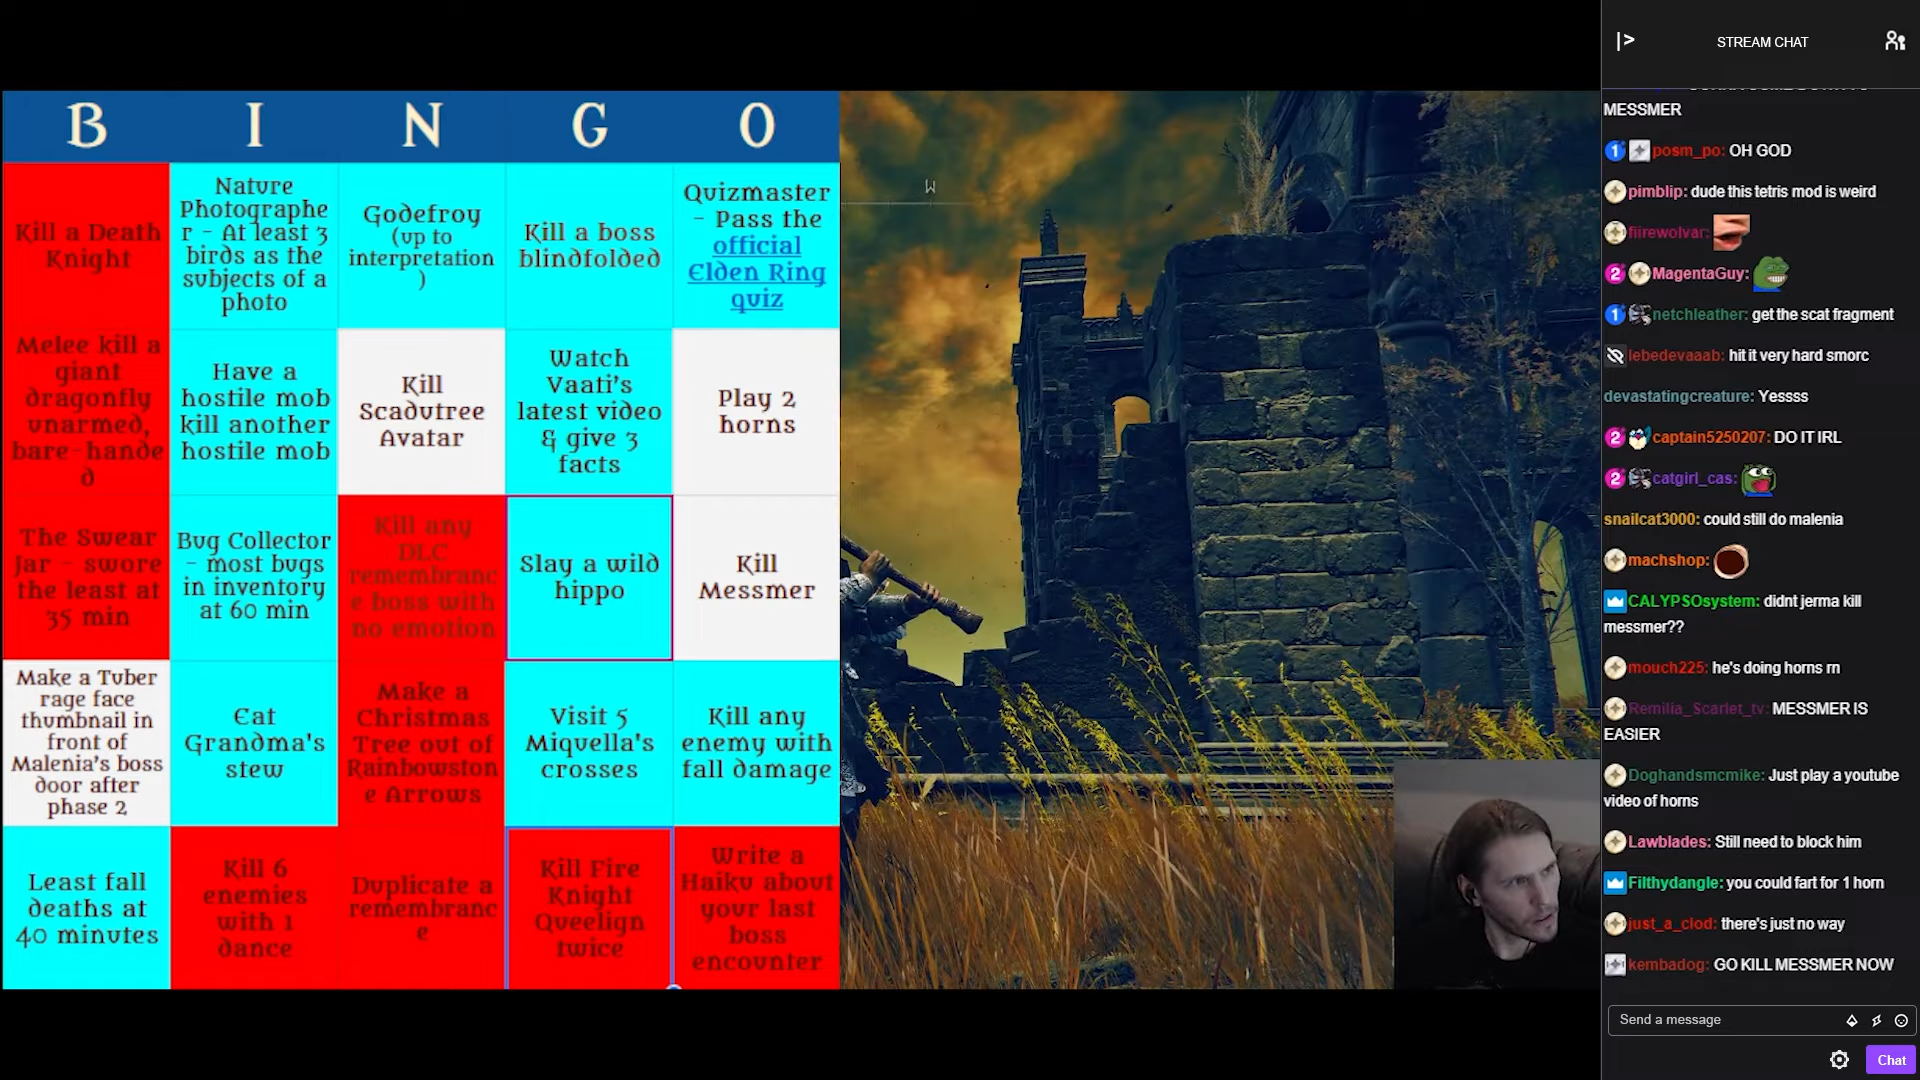 B I N G O
Kill a Death
Knight
Nature
Photographe
r - At least 3
birds as the
subjects of a
photo
Godefroy
(up to
interpretation
)
Kill a boss
blindfolded
Quizmaster
- Pass the
official
Elden Ring
quiz
Melee kill a
giant
dragonfly
unarmed,
bare-hande
d
Have a
hostile mob
kill another
hostile mob
Kill
Scadutree
Avatar
Watch
Vaati's
latest video
& give 3
facts
Play 2
horns
The Swear
Jar - swore
the least at
35 min
Bug Collector
- most bugs
in inventory
at 60 min
Kill any
DLC
remembranc
e boss with
no emotion
Slay a wild
hippo
Kill
Messmer
Make a Tuber
rage face
thumbnail in
front of
Malenia's boss
door after
phase 2
Eat
Grandma's
stew
Make a
Christmas
Tree out of
Rainbowston
e Arrows
Visit 5
Miquella's
crosses
Kill any
enemy with
fall damage
Least fall
deaths at
40 minutes
Kill 6
enemies
with 1
dance
Duplicate a
remembranc
e
Kill Fire
Knight
Queelign
twice
Write a
Haiku about
your last
boss
encounter
STREAM CHAT
MESSMER
posm_po: OH GOD
pimblip: dude this tetris mod is weird
fiirewolvar:
MagentaGuy:
netchleather: get the scat fragment
lebedevaaab: hit it very hard smorc
devastatingcreature: Yessss
captain5250207: DO IT IRL
catgirl_cas:
snailcat3000: could still do malenia
machshop:
CALYPSOsystem: didnt jerma kill
messmer??
mouch225: he's doing horns rn
Remilia_Scarlet_tv: MESSMER IS
EASIER
Doghandsmcmike: Just play a youtube
video of horns
Lawblades: Still need to block him
Filthydangle: you could fart for 1 horn
just_a_clod: there's just no way
kembadog: GO KILL MESSMER NOW
Send a message
Chat